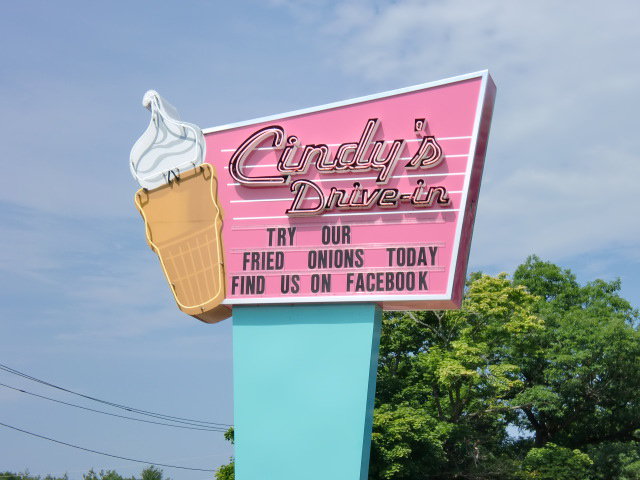 Cindy's
Drive-in
TRY OUR
FRIED ONIONS TODAY
FIND US ON FACEBOOK